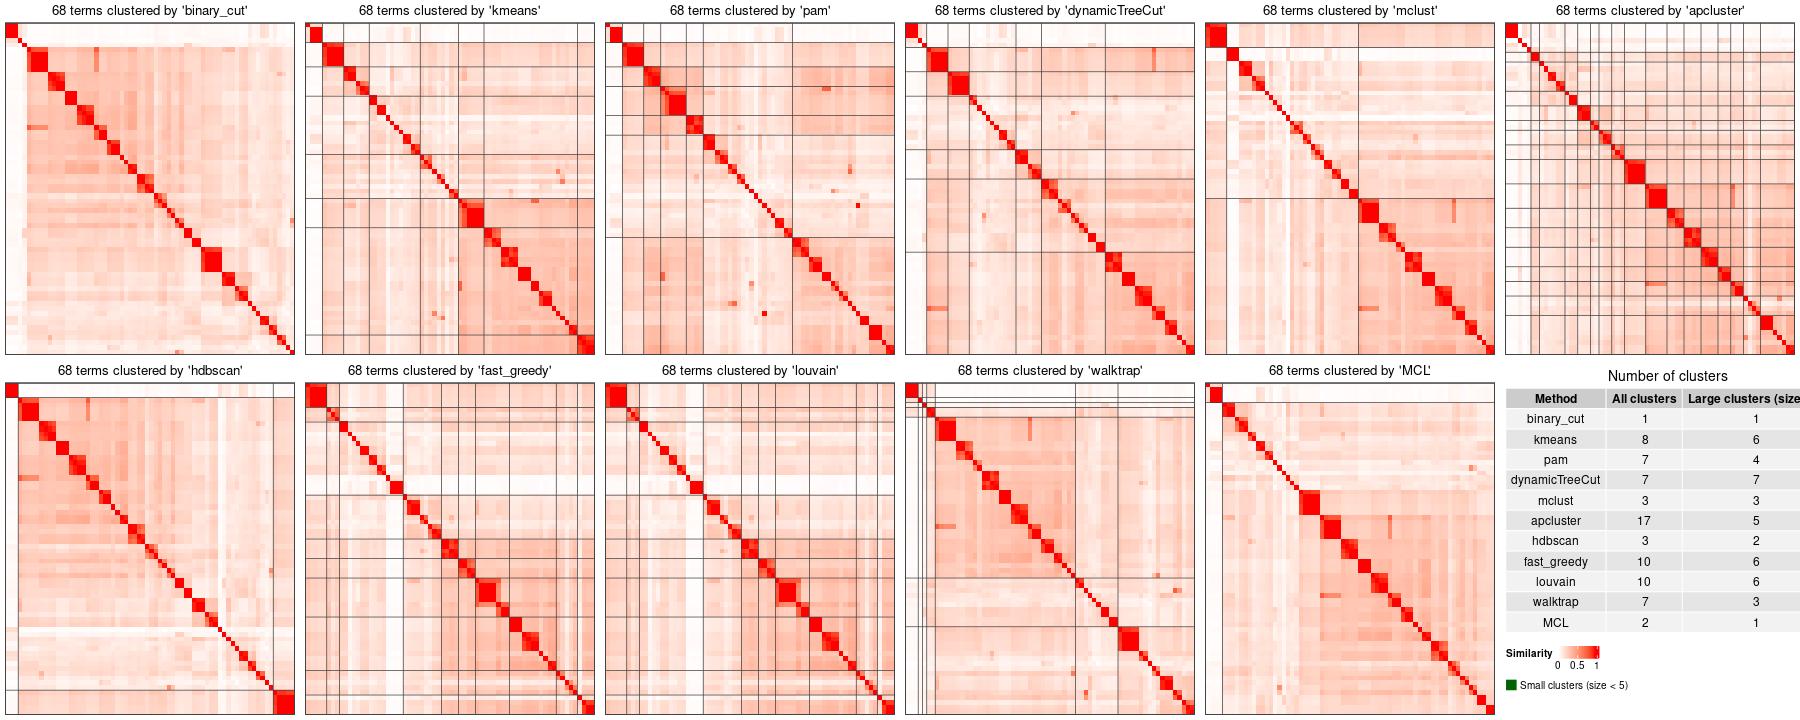 68 terms clustered by 'binary_cut'
68 terms clustered by 'kmeans'
68 terms clustered by 'pam'
68 terms clustered by 'dynamicTreeCut'
68 terms clustered by 'mclust'
68 terms clustered by 'apcluster'
68 terms clustered by 'hdbscan'
68 terms clustered by 'fast_greedy'
68 terms clustered by 'louvain'
68 terms clustered by 'walktrap'
68 terms clustered by 'MCL'
Number of clusters
Method All clusters Large clusters (size
binary_cut 1 1
kmeans 8 6
pam 7 4
dynamicTreeCut 7 7
mclust 3 3
apcluster 17 5
hdbscan 3 2
fast_greedy 10 6
louvain 10 6
walktrap 7 3
MCL 2 1
Similarity
0 0.5 1
Small clusters (size < 5)